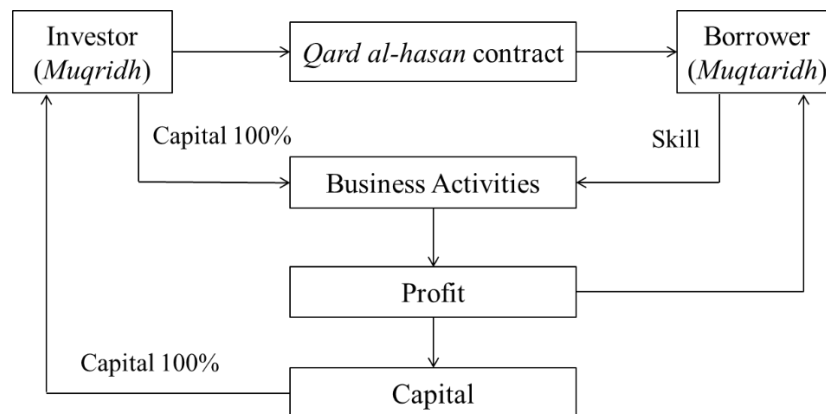 Investor
(Muqridh)
Qard al-hasan contract
Borrower
(Muqtaridh)
Capital 100%
Skill
Business Activities
Profit
Capital 100%
Capital